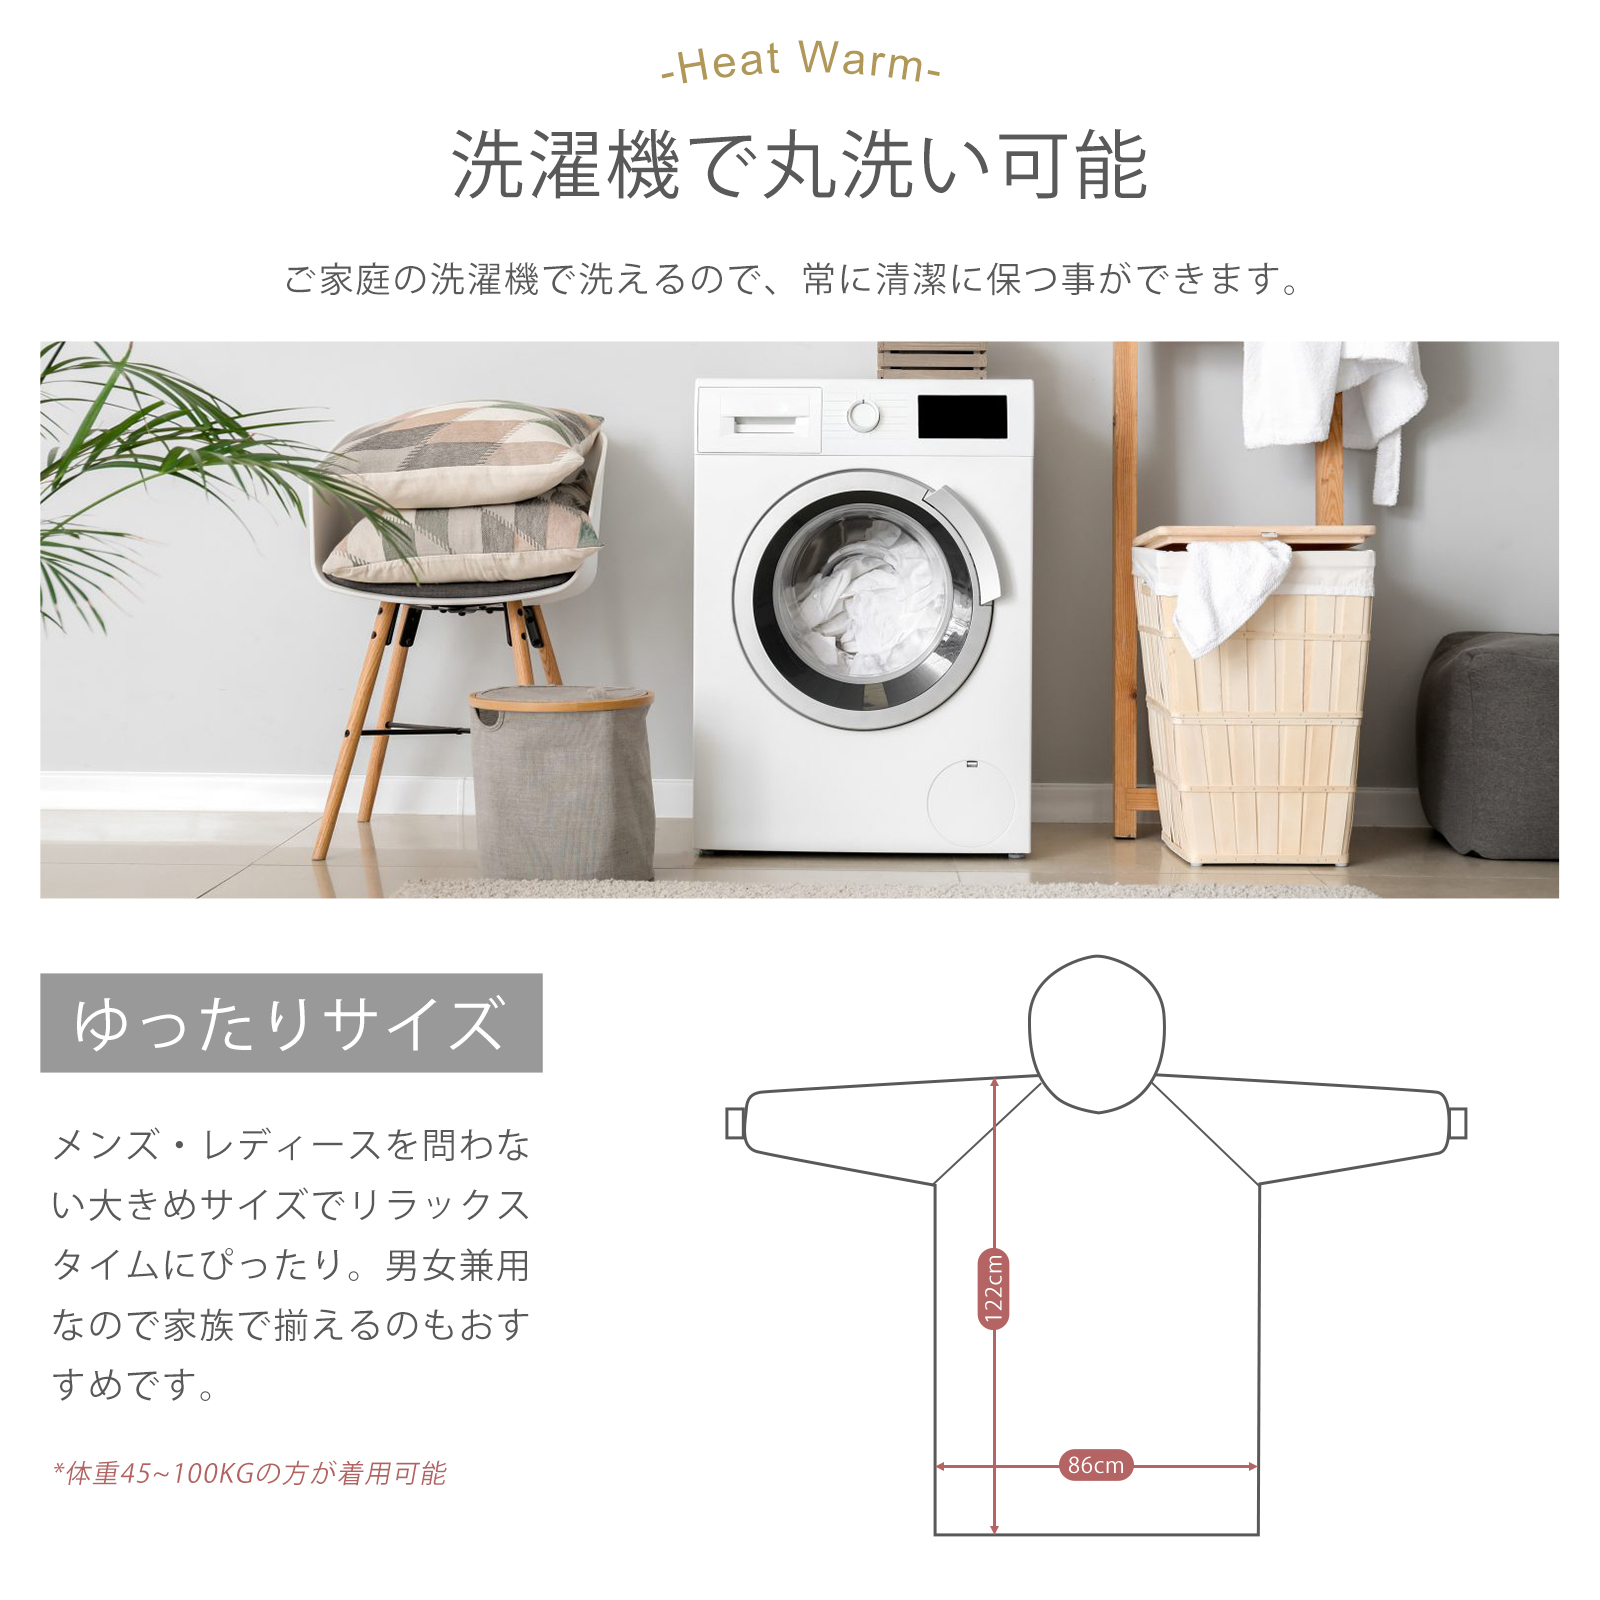 -Heat Warm-
洗濯機で丸洗い可能
ご家庭の洗濯機で洗えるので、常に清潔に保つ事ができます。
ゆったりサイズ
メンズ・レディースを問わな
い大きめサイズでリラックス
タイムにぴったり。男女兼用
なので家族で揃えるのもおす
すめです。
*体重45~100KGの方が着用可能
122cm
86cm